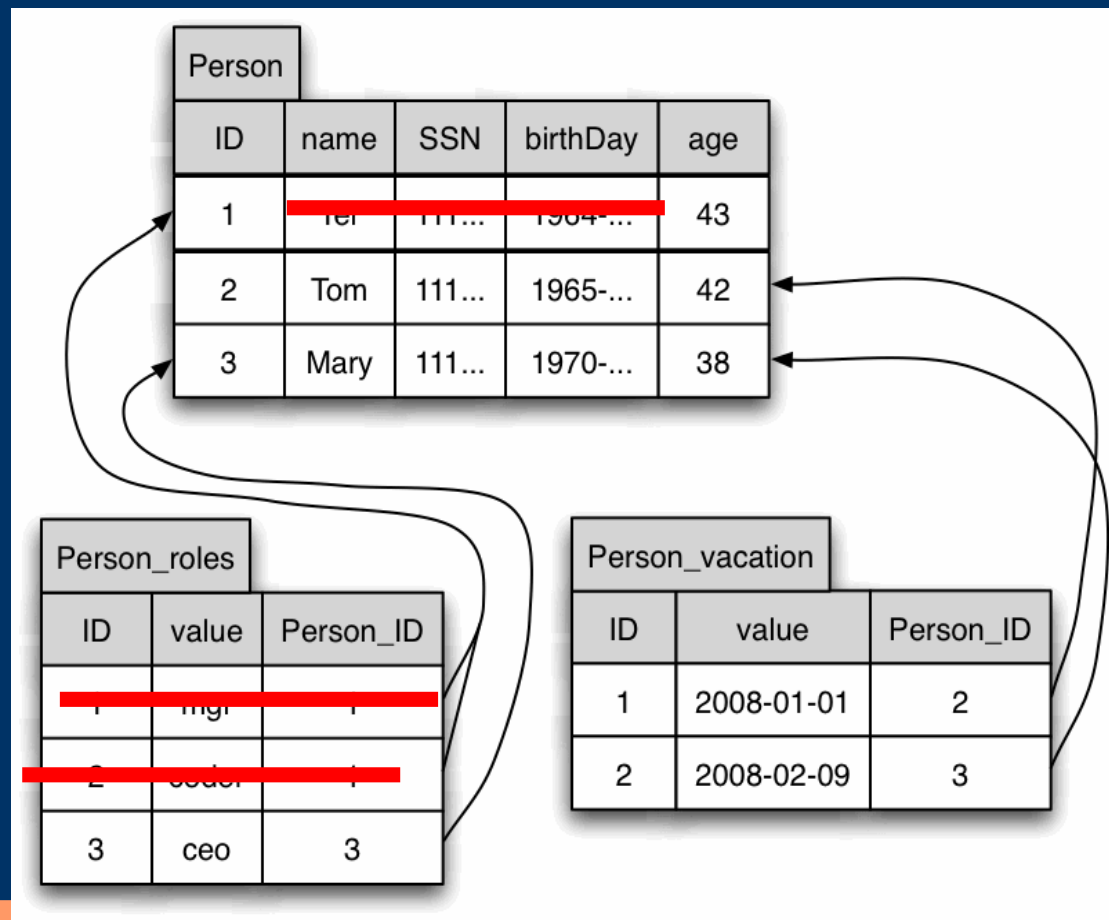 Person
ID name SSN birthDay age
1 43
2 Tom 111... 1965-... 42
3 Mary 111... 1970-... 38
Person_roles
ID value Person_ID
3 ceo 3
Person_vacation
ID value Person_ID
1 2008-01-01 2
2 2008-02-09 3